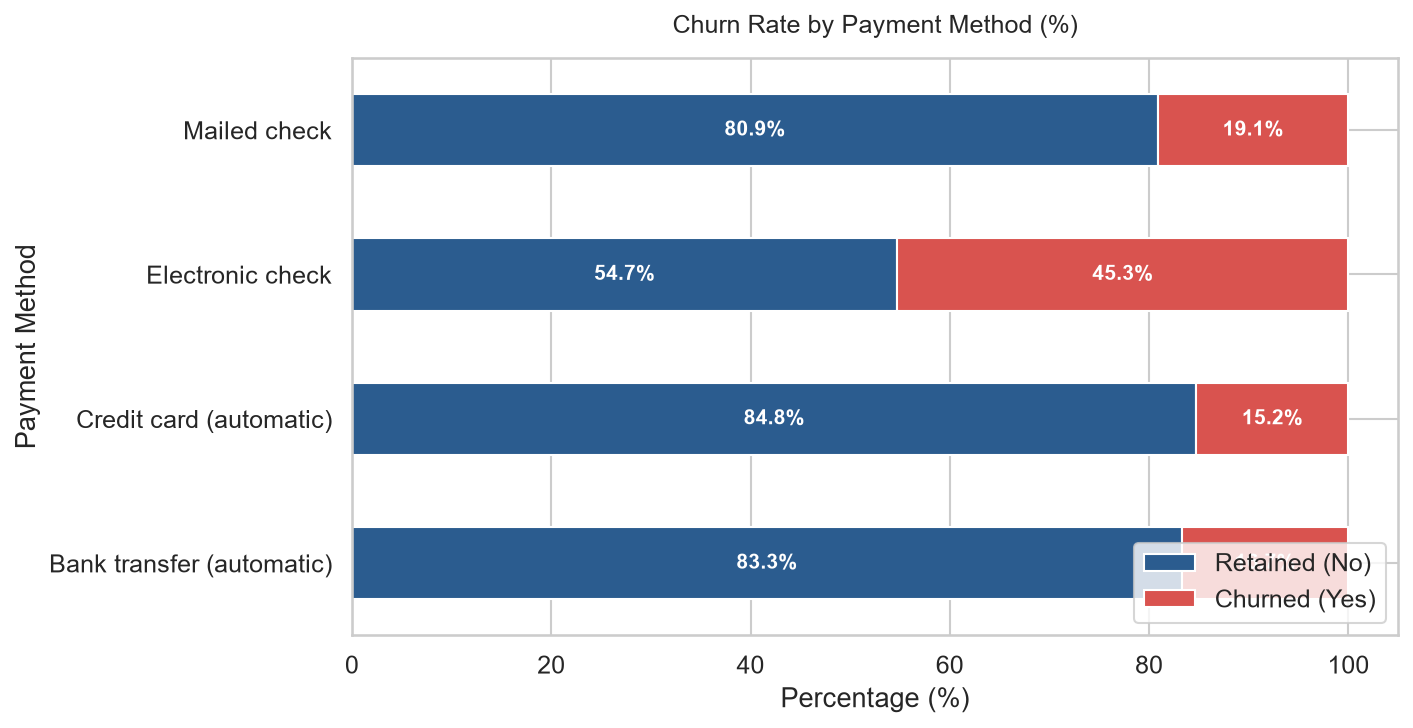 Churn Rate by Payment Method (%)
Payment Method
Mailed check
80.9%
19.1%
Electronic check
54.7%
45.3%
Credit card (automatic)
84.8%
15.2%
Bank transfer (automatic)
83.3%
Retained (No)
Churned (Yes)
0 20 40 60 80 100
Percentage (%)